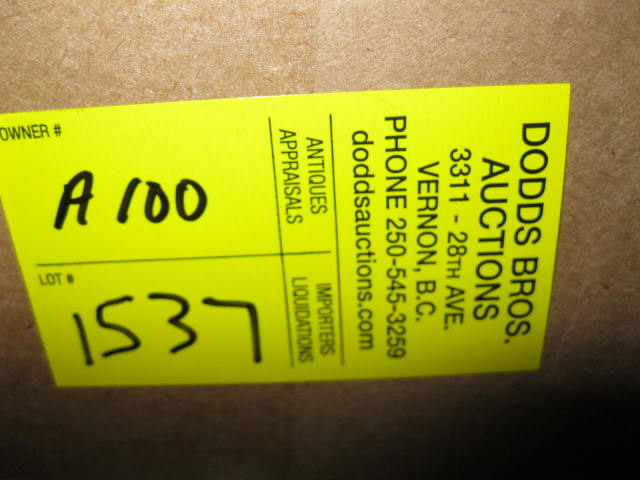 DODDS BROS.
AUCTIONS
3311 - 28TH AVE.
VERNON, B.C.
PHONE 250-545-3259
doddsauctions.com
ANTIQUES
APPRAISALS
IMPORTERS
LIQUIDATIONS
OWNER #
A 100
LOT #
1537